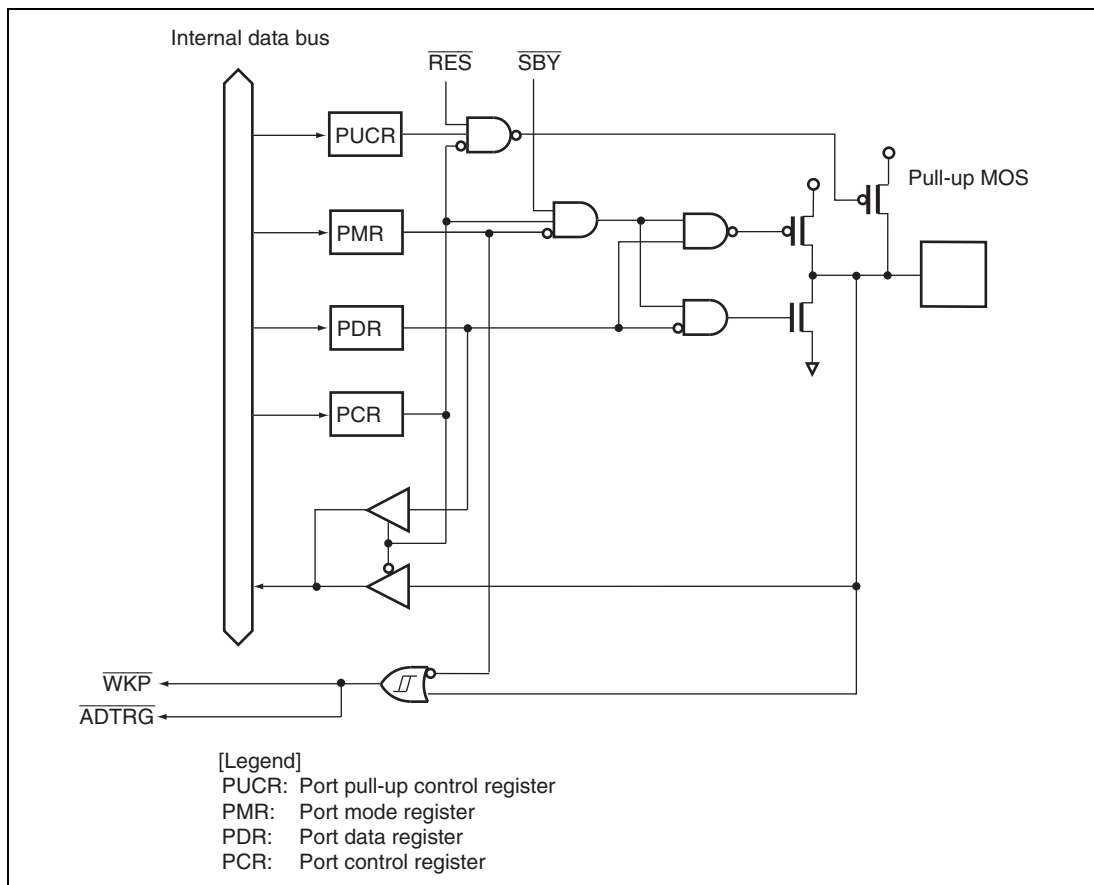 Internal data bus
RES
SBY
PUCR
Pull-up MOS
PMR
PDR
PCR
WKP
ADTRG
[Legend]
PUCR: Port pull-up control register
PMR: Port mode register
PDR: Port data register
PCR: Port control register